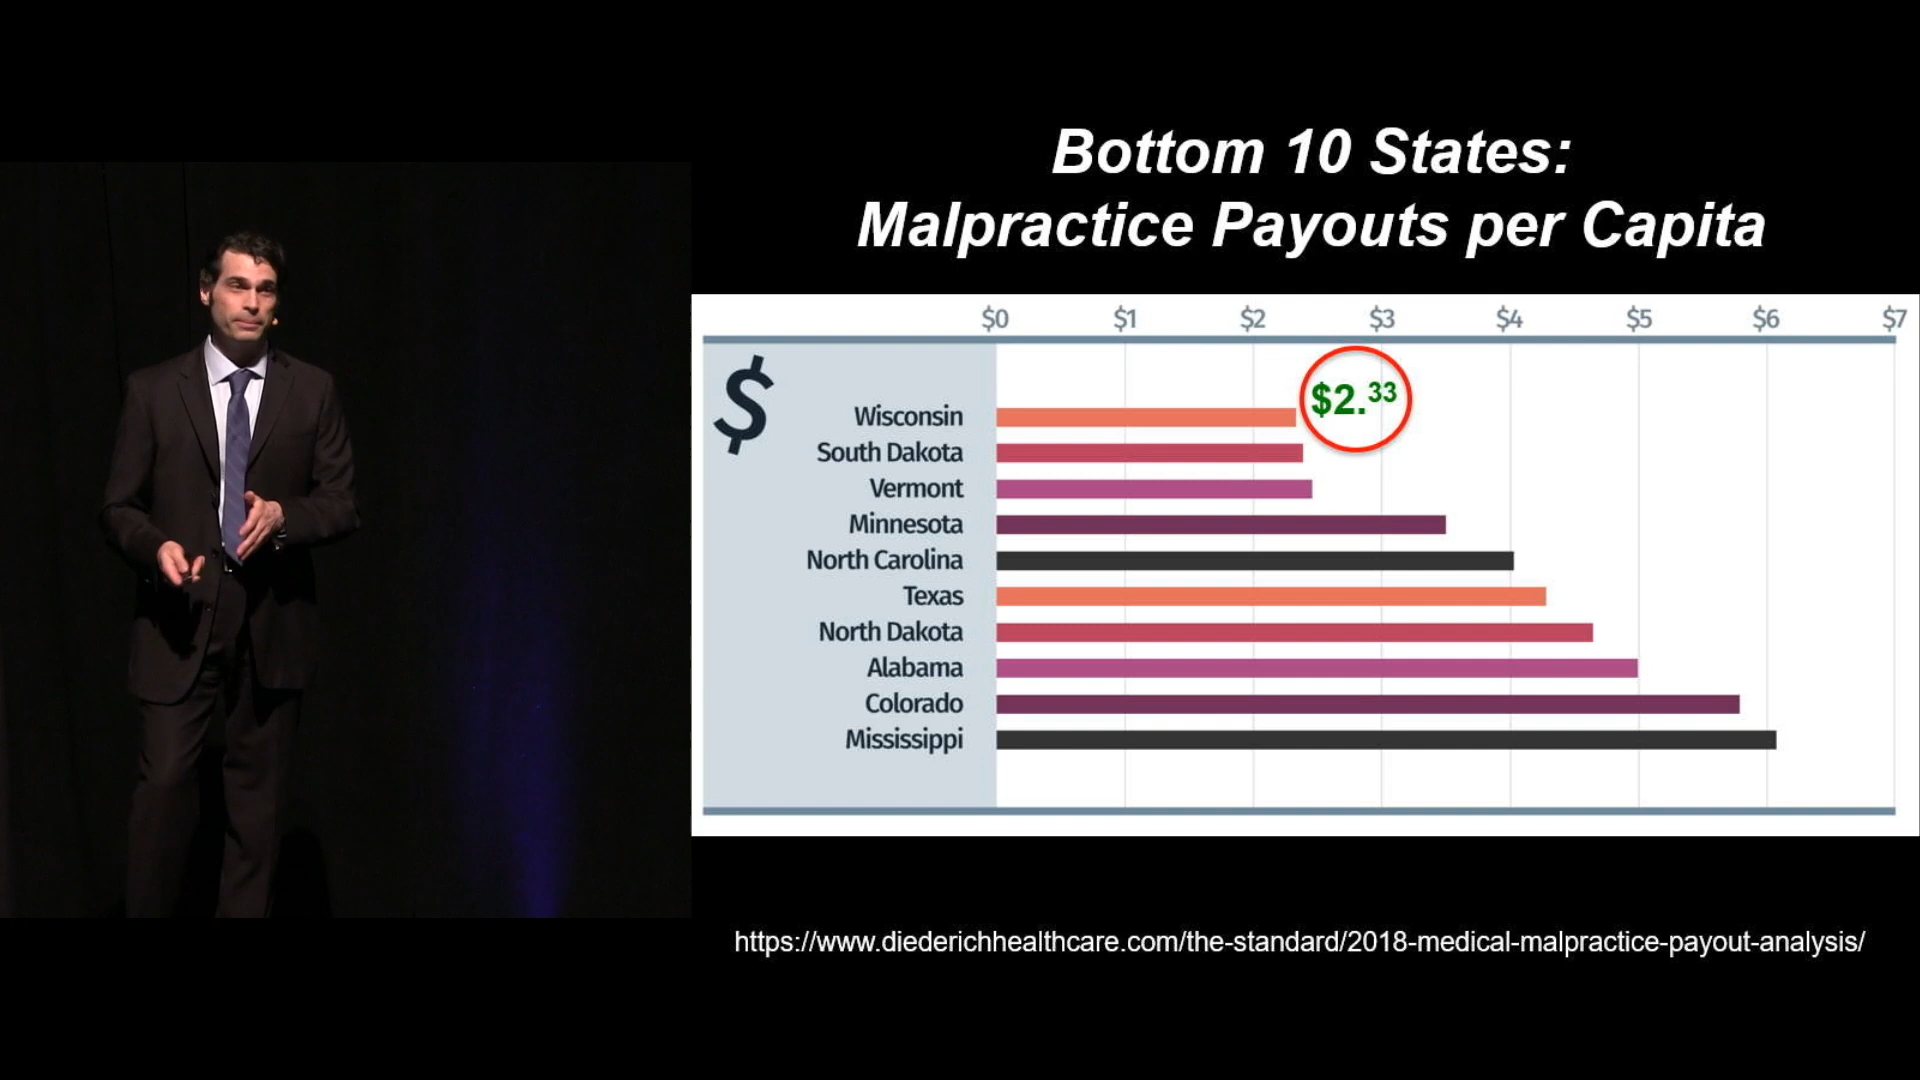 Bottom 10 States:
Malpractice Payouts per Capita
$0 $1 $2 $3 $4 $5 $6 $7
$
$2.33
Wisconsin
South Dakota
Vermont
Minnesota
North Carolina
Texas
North Dakota
Alabama
Colorado
Mississippi
https://www.diederichhealthcare.com/the-standard/2018-medical-malpractice-payout-analysis/